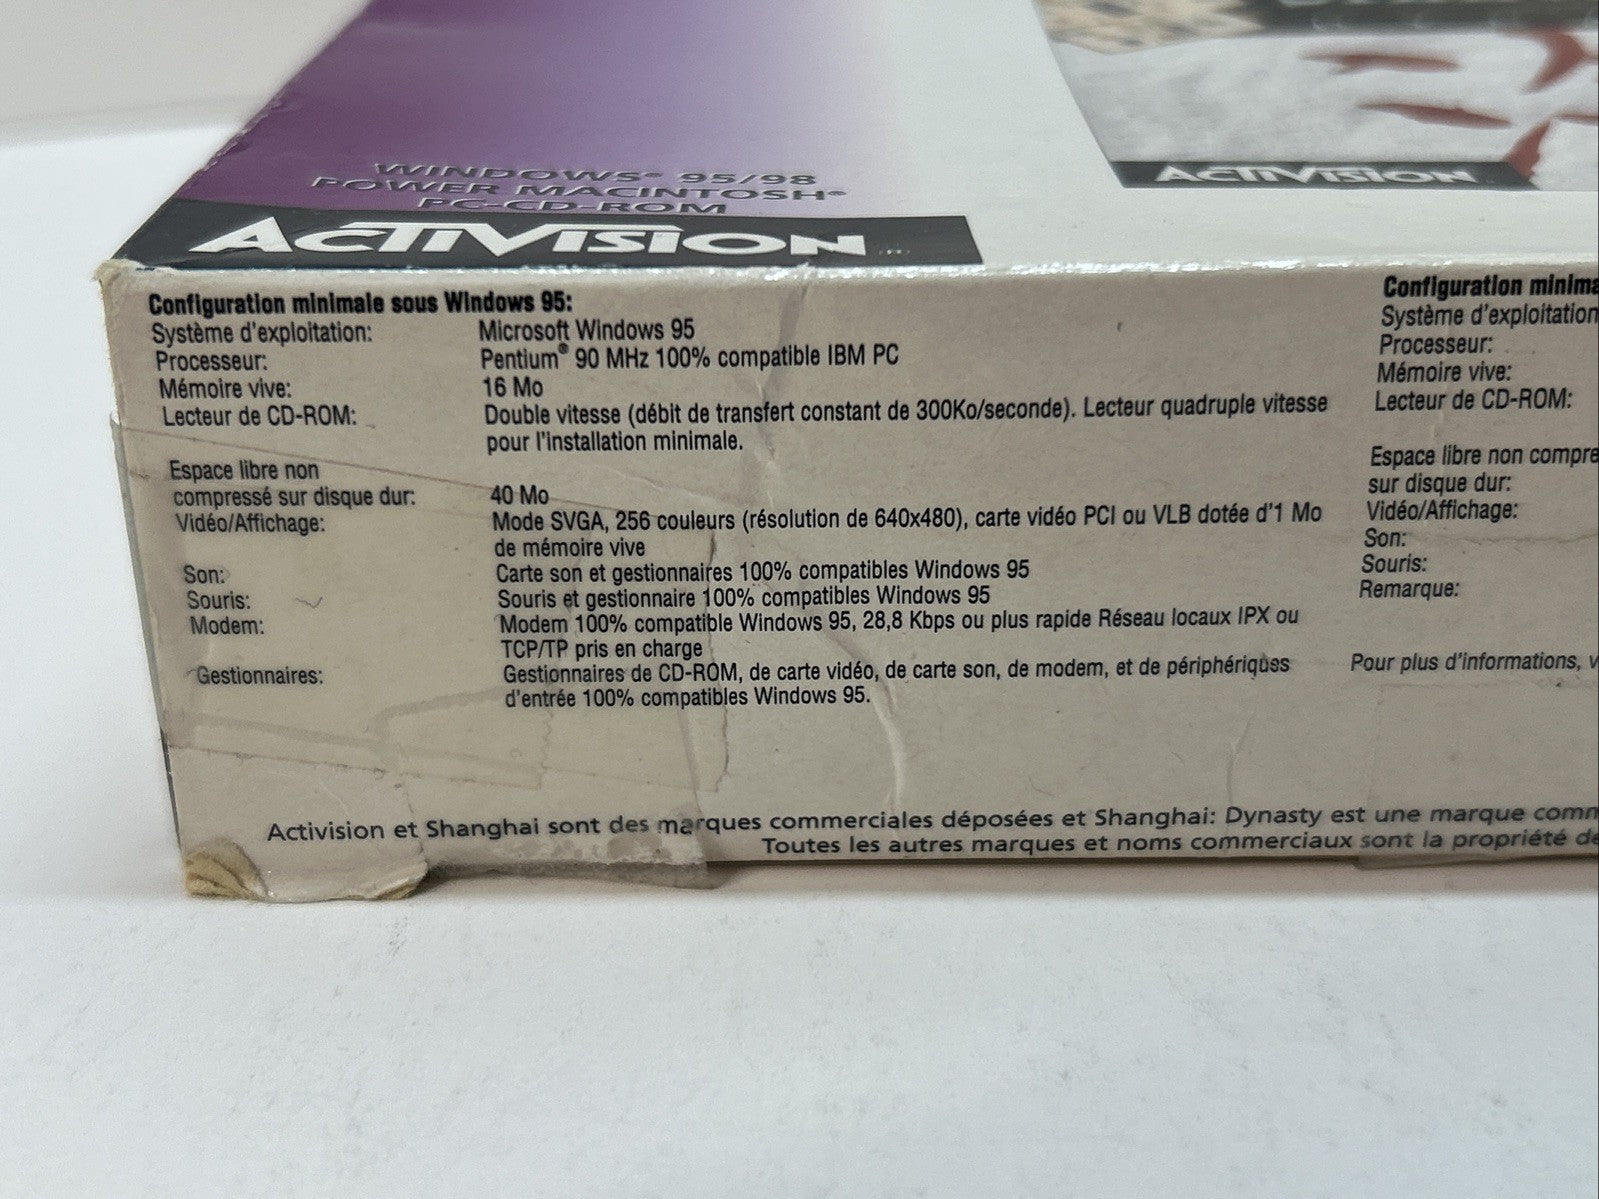 WINDOWS® 95/98
POWER MACINTOSH®
PC-CD-ROM
ACTIVISION
ACTIVISION
Configuration minimale sous Windows 95:
Système d'exploitation: Microsoft Windows 95
Processeur: Pentium® 90 MHz 100% compatible IBM PC
Mémoire vive: 16 Mo
Lecteur de CD-ROM: Double vitesse (débit de transfert constant de 300Ko/seconde). Lecteur quadruple vitesse
pour l'installation minimale.
Espace libre non
compressé sur disque dur: 40 Mo
Vidéo/Affichage: Mode SVGA, 256 couleurs (résolution de 640x480), carte vidéo PCI ou VLB dotée d'1 Mo
de mémoire vive
Son: Carte son et gestionnaires 100% compatibles Windows 95
Souris: Souris et gestionnaire 100% compatibles Windows 95
Modem: Modem 100% compatible Windows 95, 28,8 Kbps ou plus rapide Réseau locaux IPX ou
TCP/TP pris en charge
Gestionnaires: Gestionnaires de CD-ROM, de carte vidéo, de carte son, de modem, et de périphériques
d'entrée 100% compatibles Windows 95.
Configuration minima
Système d'exploitation
Processeur:
Mémoire vive:
Lecteur de CD-ROM:
Espace libre non compre
sur disque dur:
Vidéo/Affichage:
Son:
Souris:
Remarque:
Pour plus d'informations, v
Activision et Shanghai sont des marques commerciales déposées et Shanghai: Dynasty est une marque comm
Toutes les autres marques et noms commerciaux sont la propriété de